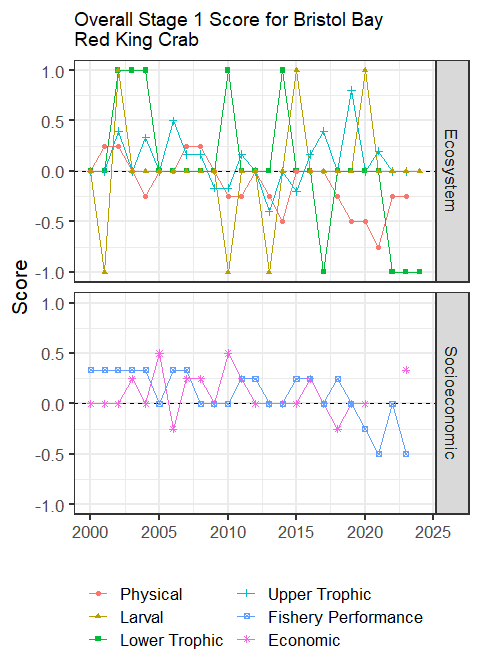 Overall Stage 1 Score for Bristol Bay
Red King Crab
Score
1.0
0.5
0.0
-0.5
-1.0
Ecosystem
1.0
0.5
0.0
-0.5
-1.0
Socioeconomic
2000 2005 2010 2015 2020 2025
Physical Upper Trophic
Larval Fishery Performance
Lower Trophic Economic